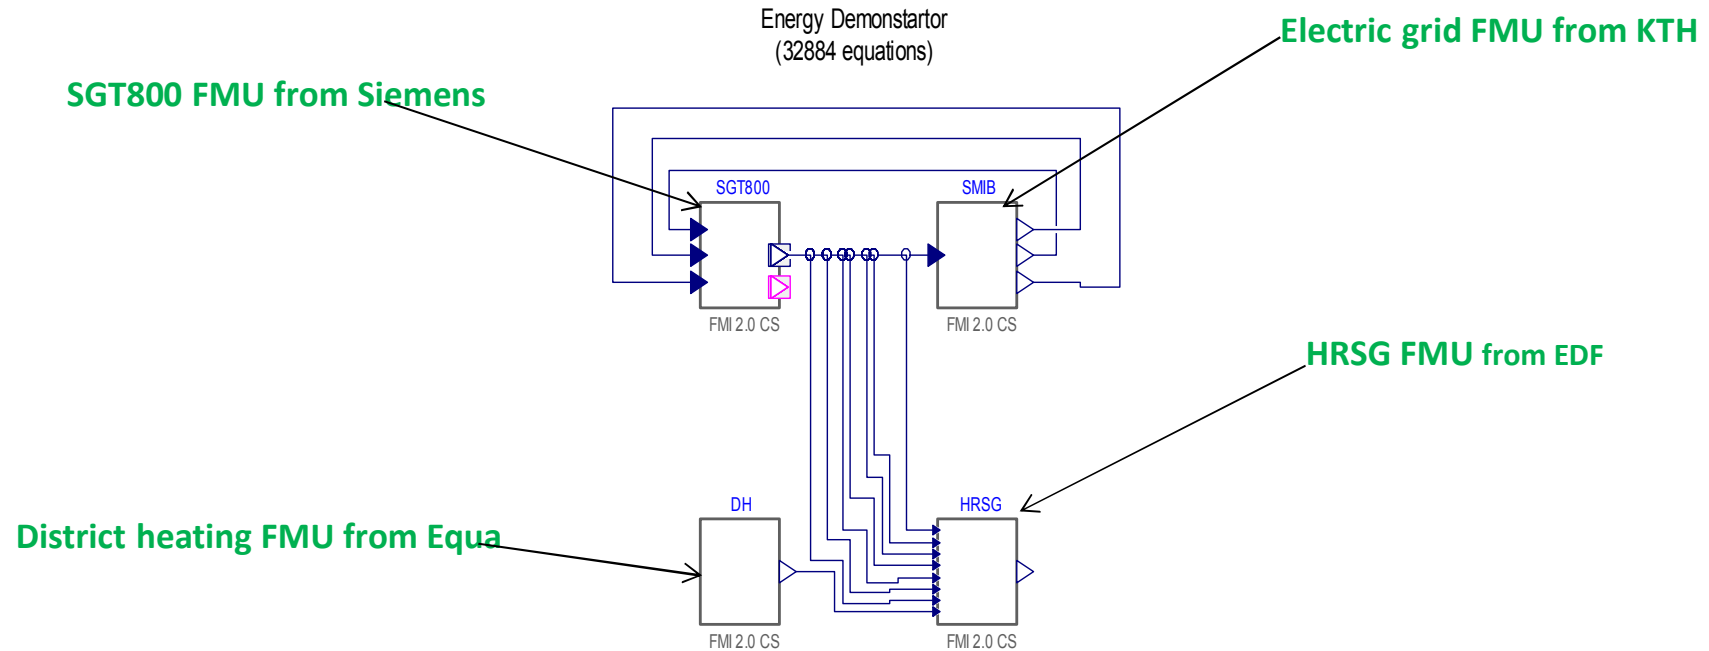 Energy Demonstartor
(32884 equations)
Electric grid FMU from KTH
SGT800 FMU from Siemens
SGT800
SMIB
FMI 2.0 CS
FMI 2.0 CS
HRSG FMU from EDF
DH
HRSG
District heating FMU from Equa
FMI 2.0 CS
FMI 2.0 CS